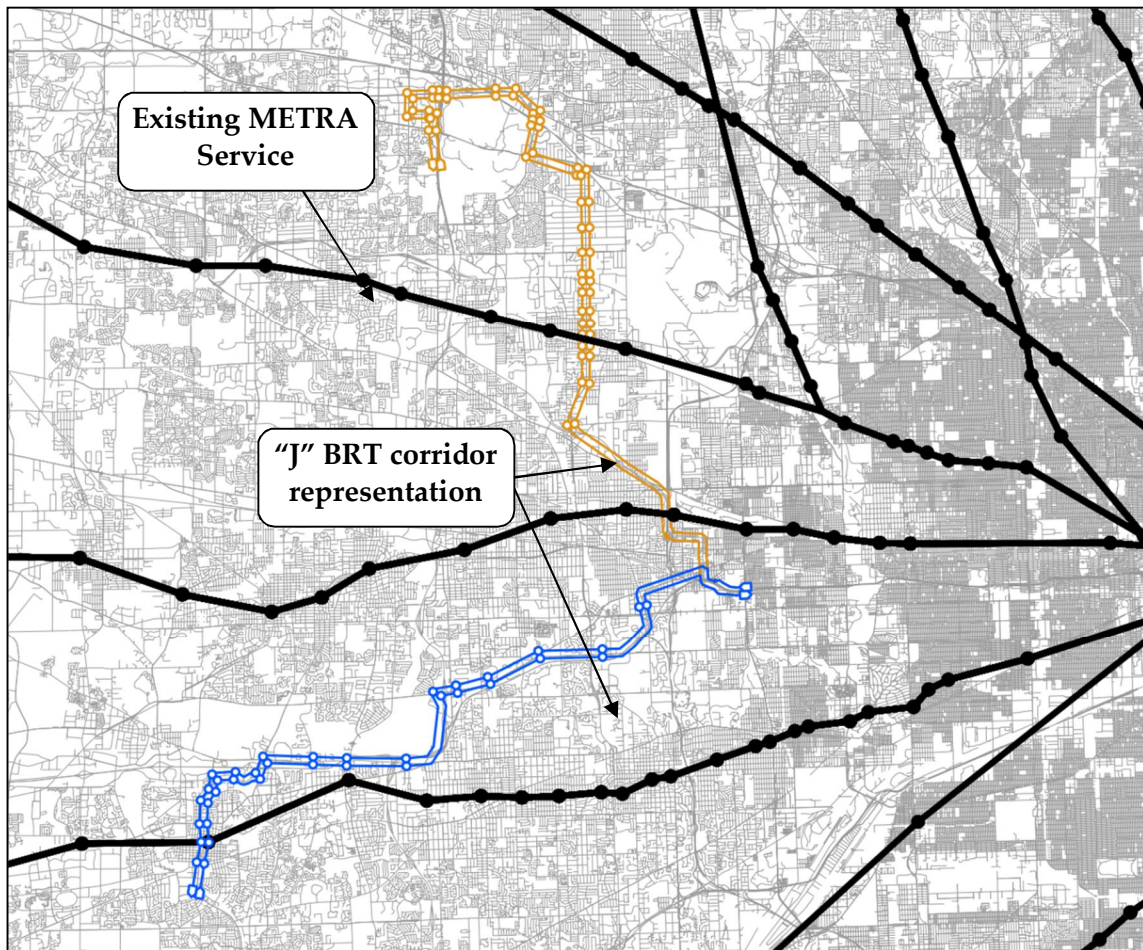 Existing METRA
Service
“J” BRT corridor
representation